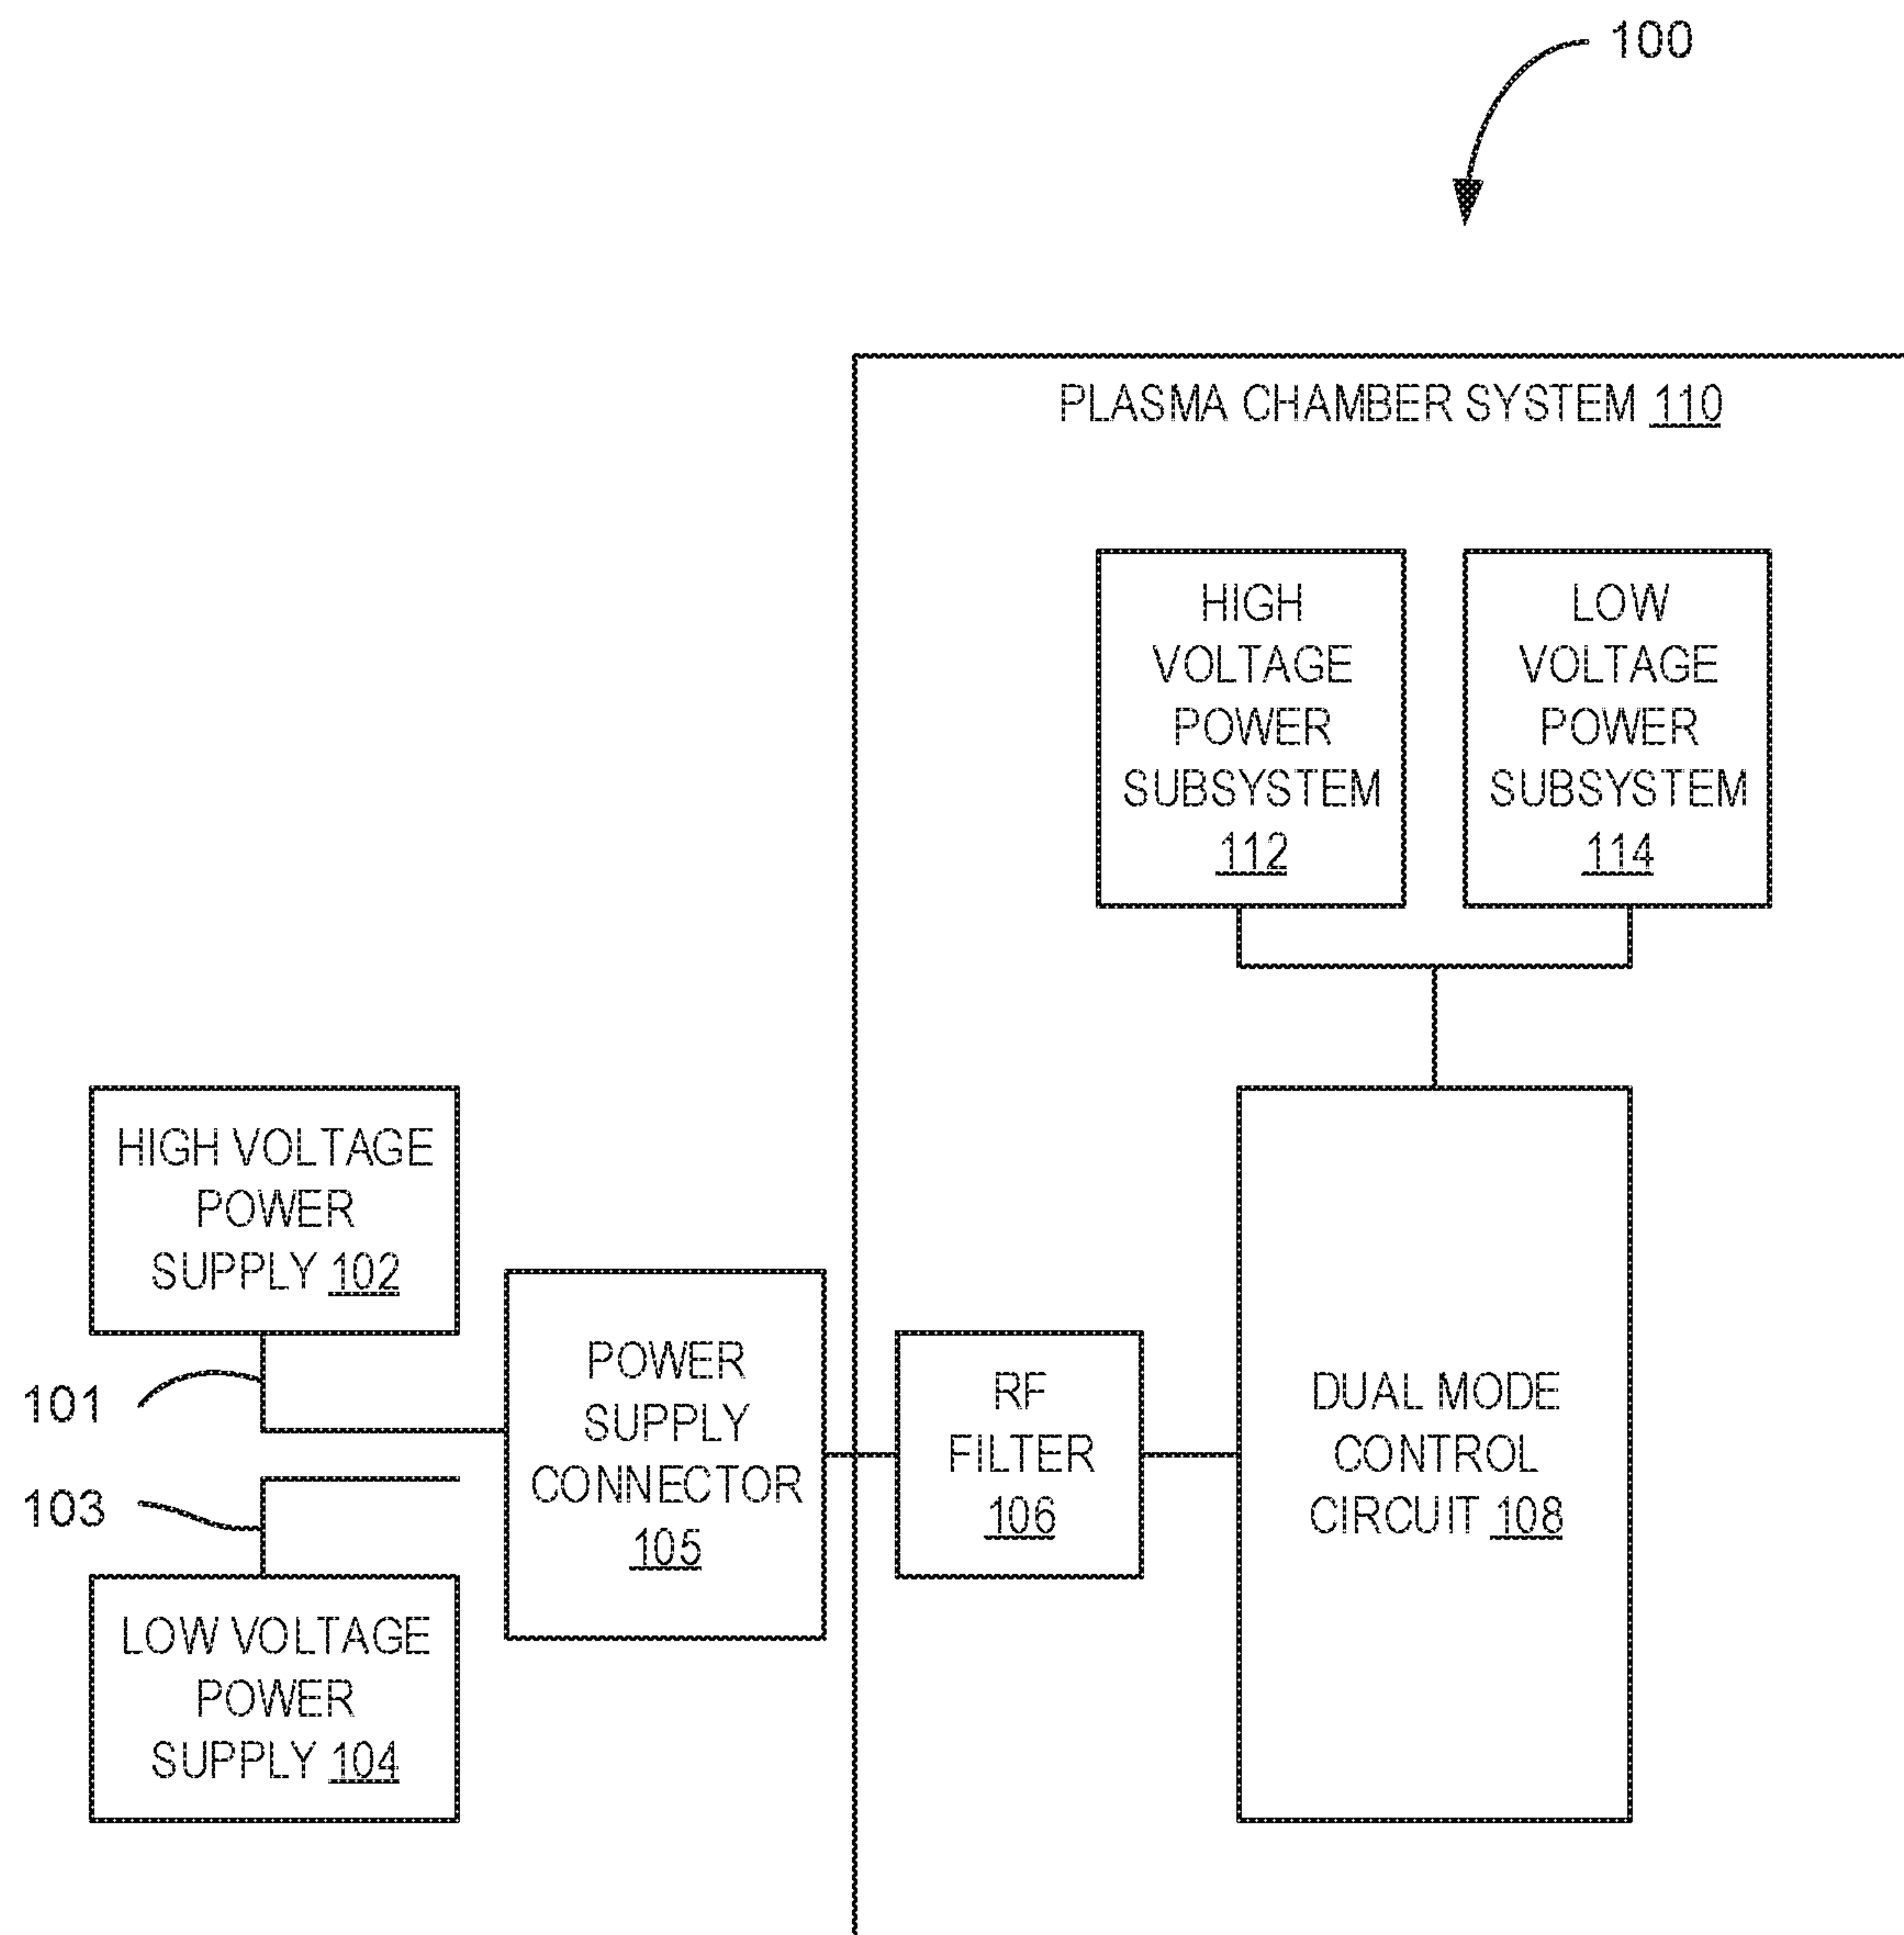 100
PLASMA CHAMBER SYSTEM 110
HIGH
VOLTAGE
POWER
SUBSYSTEM
112
LOW
VOLTAGE
POWER
SUBSYSTEM
114
HIGH VOLTAGE
POWER
SUPPLY 102
101
103
LOW VOLTAGE
POWER
SUPPLY 104
POWER
SUPPLY
CONNECTOR
105
RF
FILTER
106
DUAL MODE
CONTROL
CIRCUIT 108